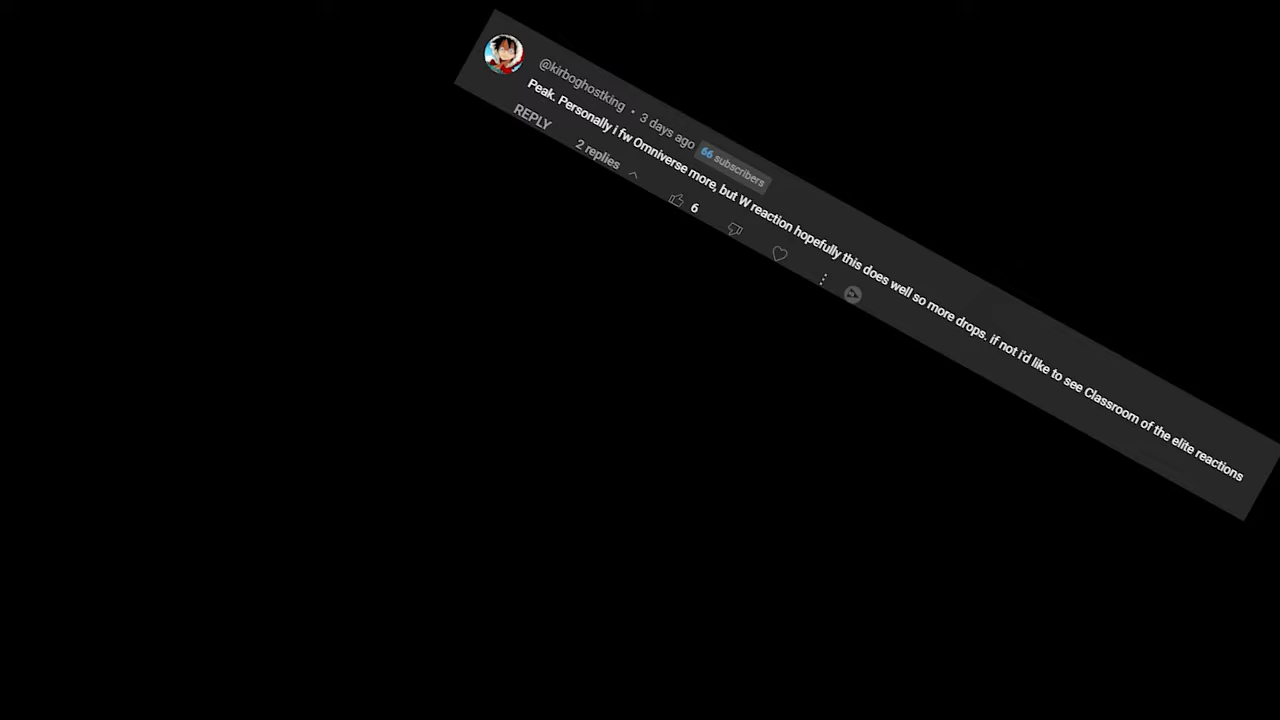 @kirboghostking · 3 days ago 66 subscribers
Peak. Personally i fw Omniverse more, but W reaction hopefully this does well so more drops. if not i'd like to see Classroom of the elite reactions
REPLY 2 replies 6